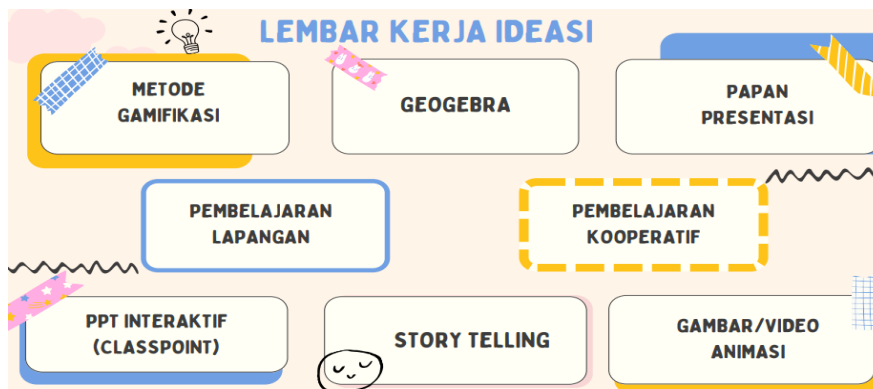 LEMBAR KERJA IDEASI
METODE
GAMIFIKASI
GEOGEBRA
PAPAN
PRESENTASI
PEMBELAJARAN
LAPANGAN
PEMBELAJARAN
KOOPERATIF
PPT INTERAKTIF
(CLASSPOINT)
STORY TELLING
GAMBAR/VIDEO
ANIMASI